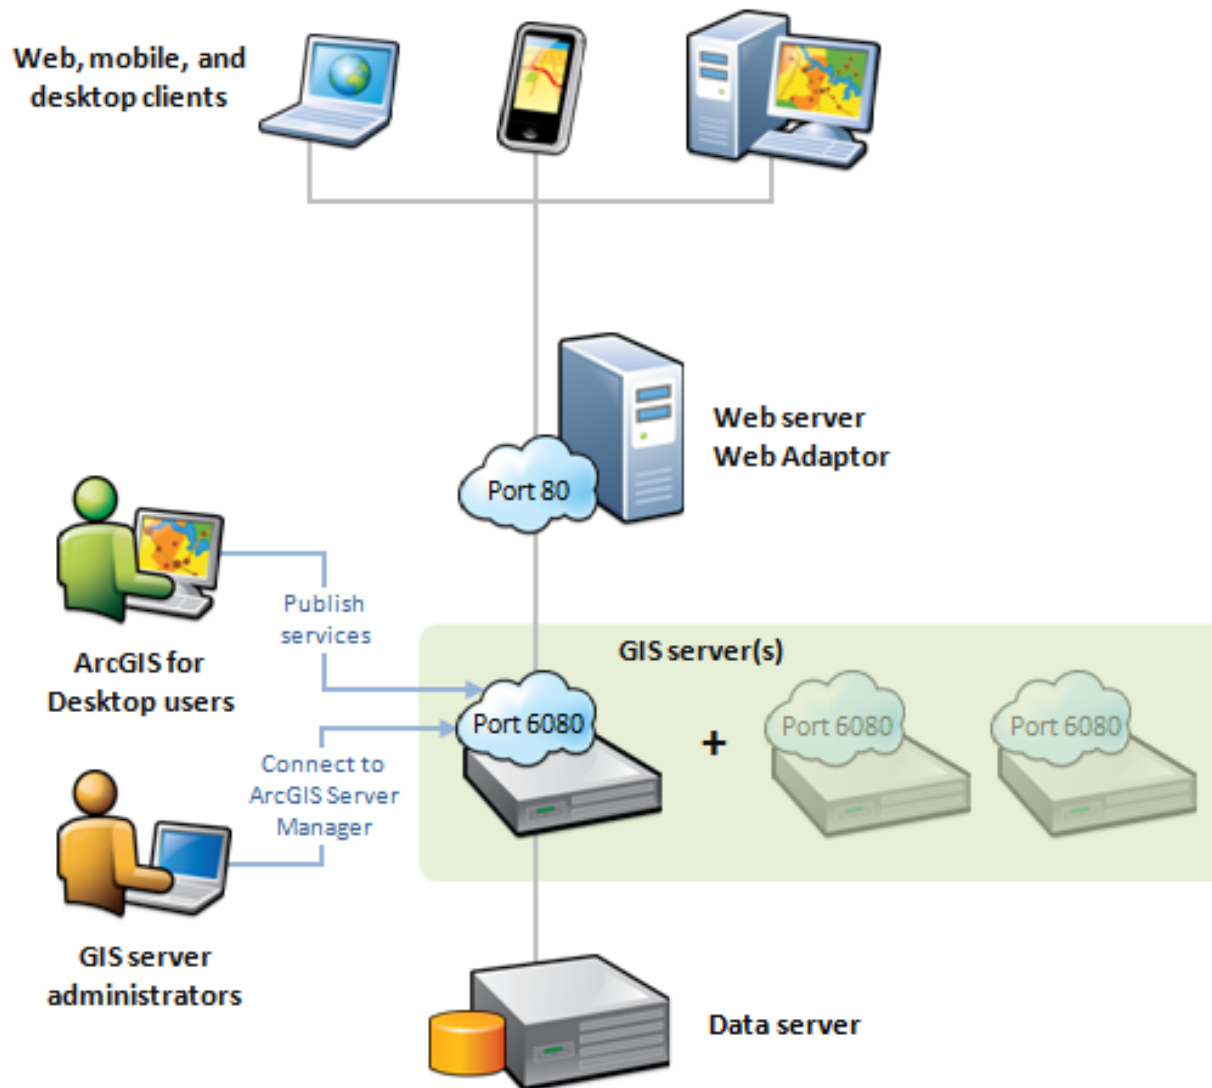 Web, mobile, and
desktop clients
Web server
Web Adaptor
Port 80
Publish
services
ArcGIS for
Desktop users
GIS server(s)
Port 6080
+
Port 6080
Port 6080
Connect to
ArcGIS Server
Manager
GIS server
administrators
Data server